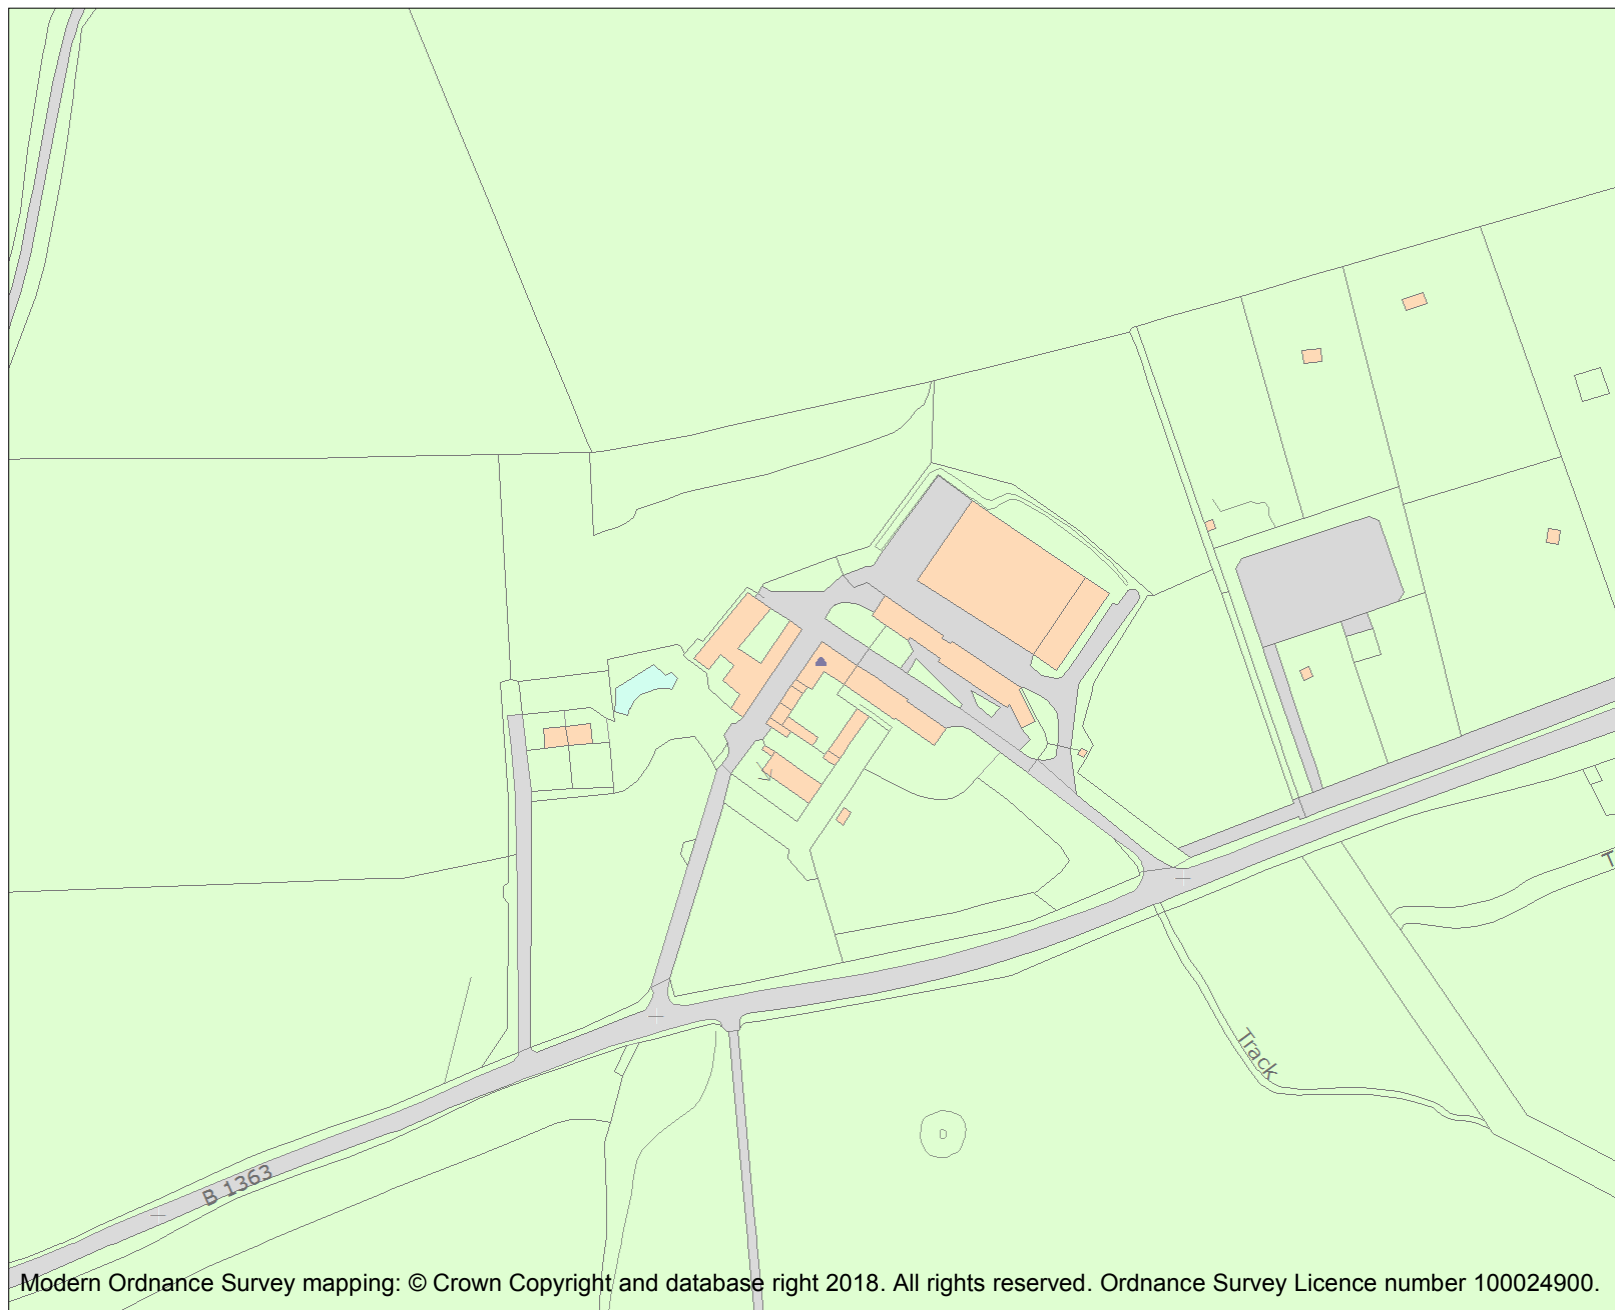 Track
B 1363
Modern Ordnance Survey mapping: © Crown Copyright and database right 2018. All rights reserved. Ordnance Survey Licence number 100024900.